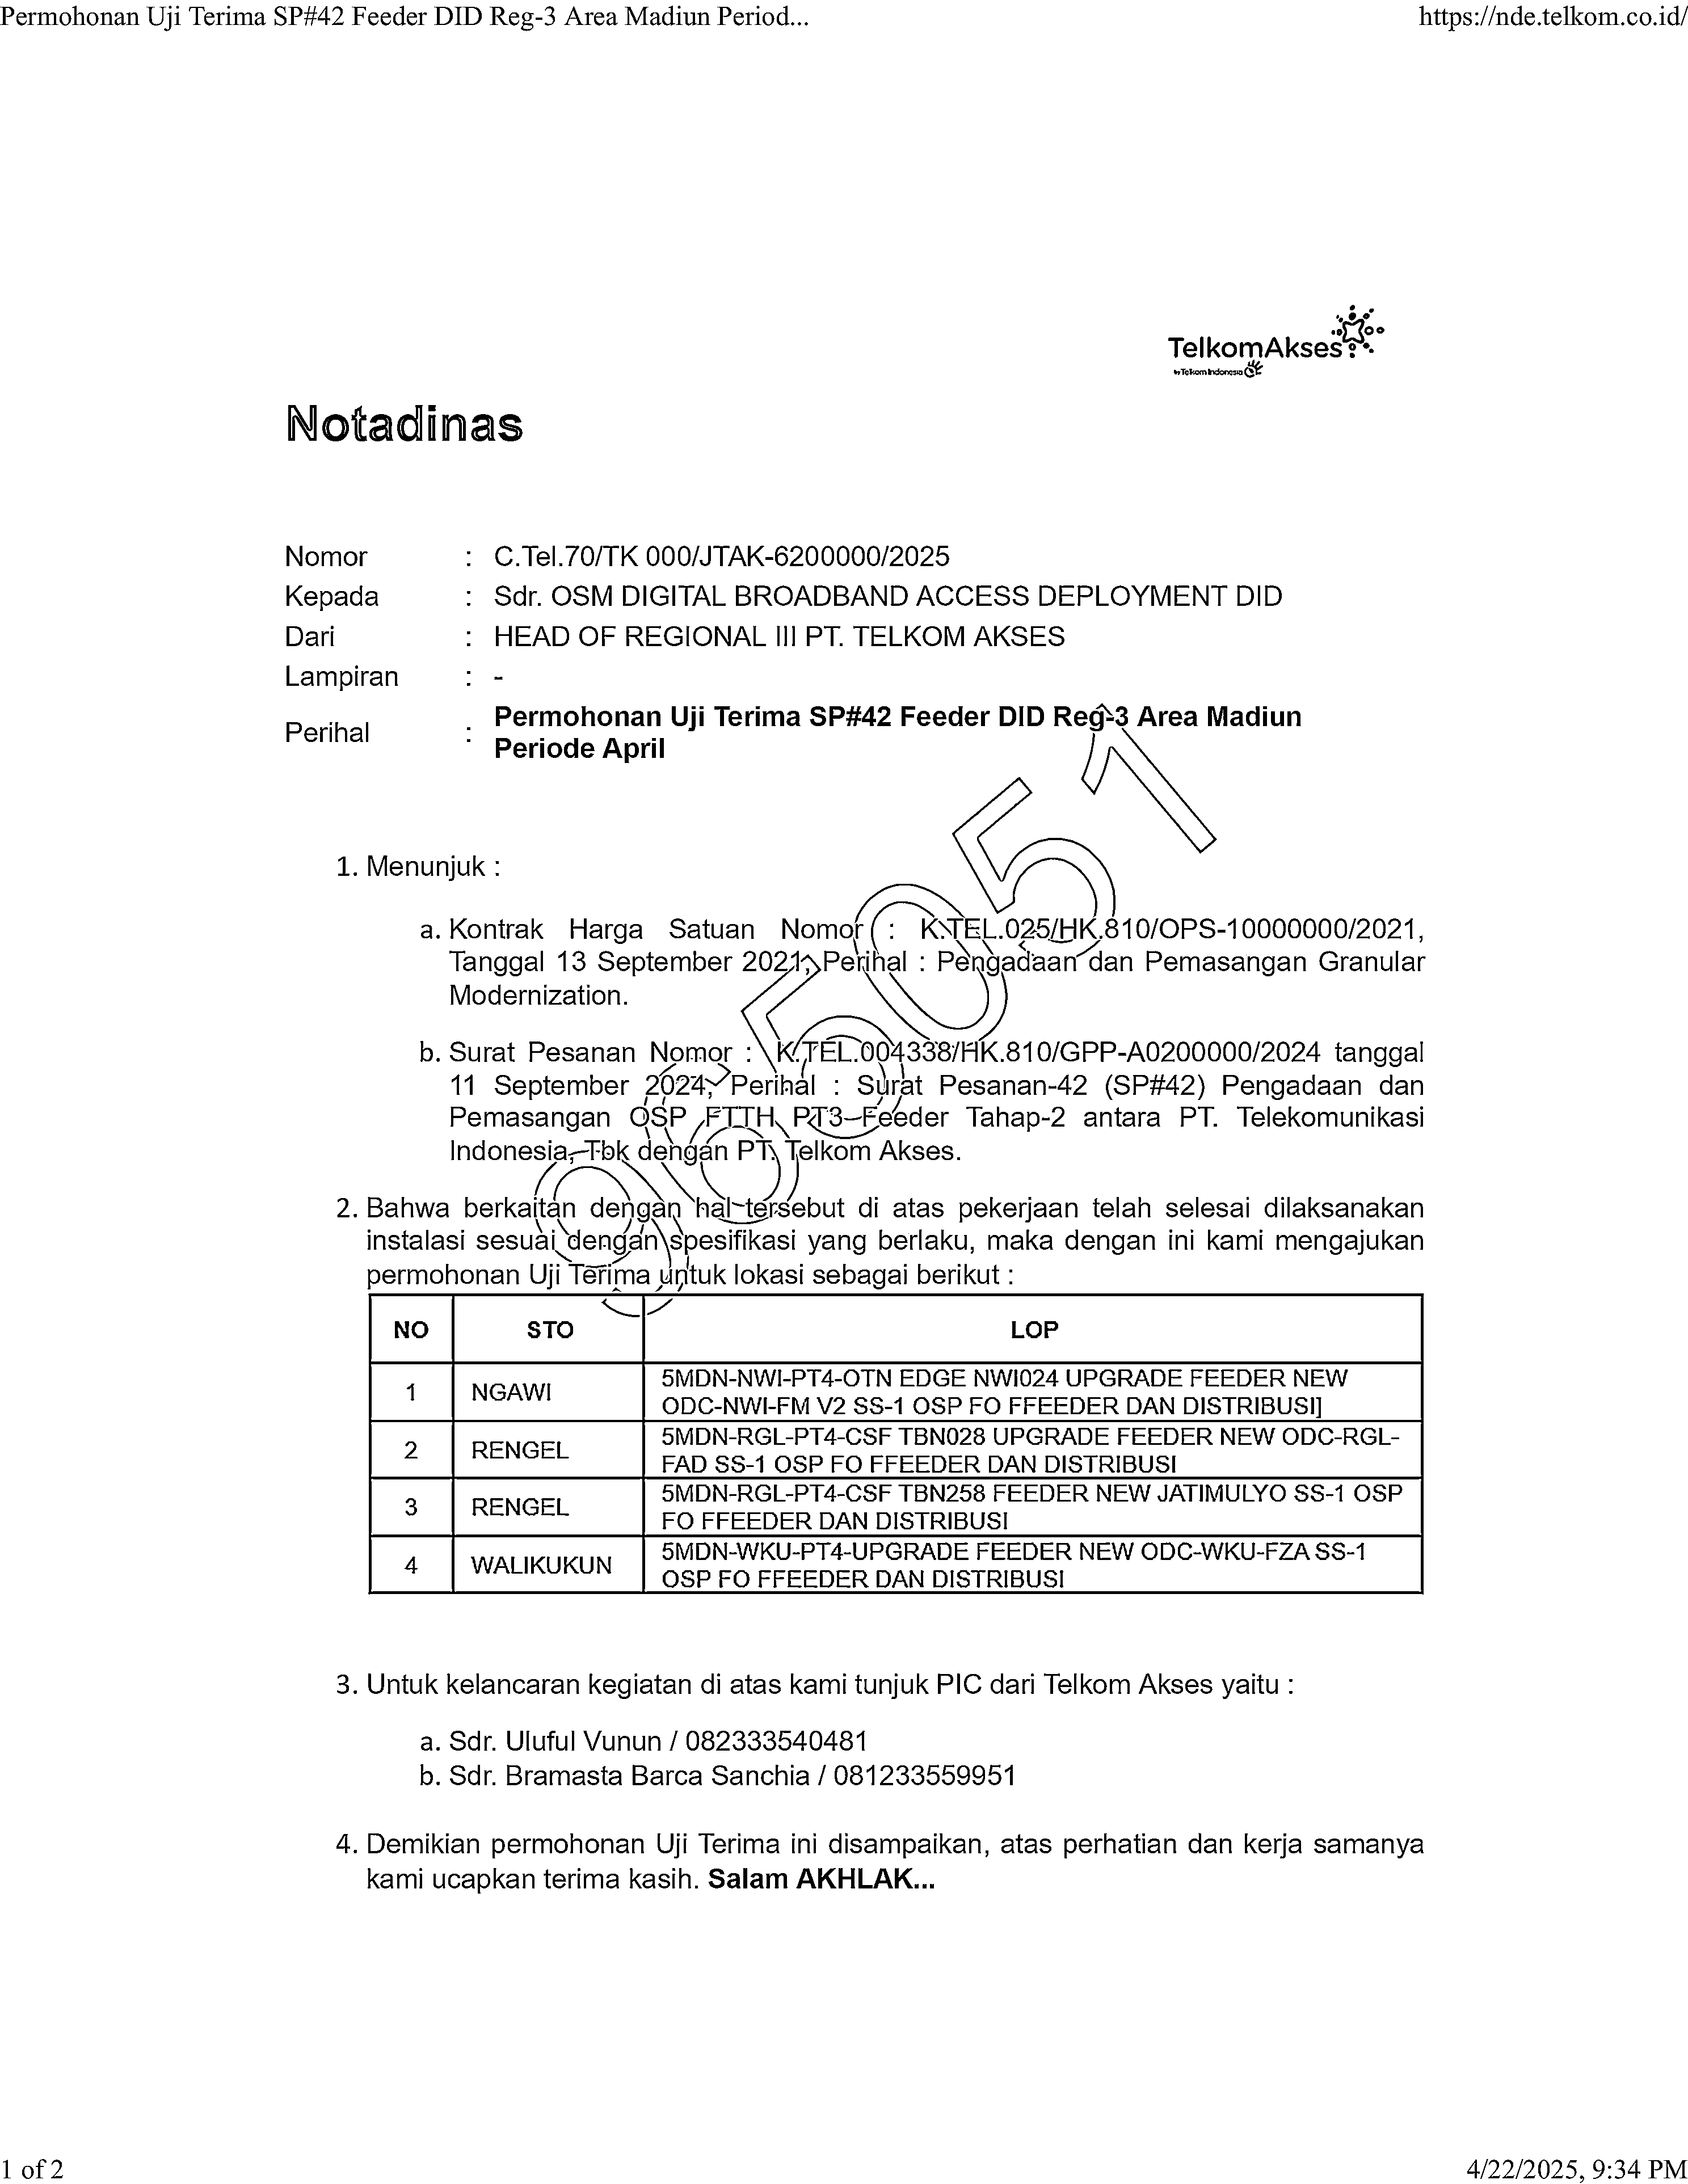 Permohonan Uji Terima SP#42 Feeder DID Reg-3 Area Madiun Period... https://nde.telkom.co.id/
TelkomAkses
by Telkom Indonesia
Notadinas
Nomor : C.Tel.70/TK 000/JTAK-6200000/2025
Kepada : Sdr. OSM DIGITAL BROADBAND ACCESS DEPLOYMENT DID
Dari : HEAD OF REGIONAL III PT. TELKOM AKSES
Lampiran : -
Perihal : Permohonan Uji Terima SP#42 Feeder DID Reg-3 Area Madiun
Periode April
1. Menunjuk :
a. Kontrak Harga Satuan Nomor : K.TEL.025/HK.810/OPS-10000000/2021,
Tanggal 13 September 2021, Perihal : Pengadaan dan Pemasangan Granular
Modernization.
b. Surat Pesanan Nomor : K.TEL.004338/HK.810/GPP-A0200000/2024 tanggal
11 September 2024, Perihal : Surat Pesanan-42 (SP#42) Pengadaan dan
Pemasangan OSP FTTH PT3 Feeder Tahap-2 antara PT. Telekomunikasi
Indonesia, Tbk dengan PT. Telkom Akses.
2. Bahwa berkaitan dengan hal tersebut di atas pekerjaan telah selesai dilaksanakan
instalasi sesuai dengan spesifikasi yang berlaku, maka dengan ini kami mengajukan
permohonan Uji Terima untuk lokasi sebagai berikut :
NO STO LOP
1 NGAWI 5MDN-NWI-PT4-OTN EDGE NWI024 UPGRADE FEEDER NEW
ODC-NWI-FM V2 SS-1 OSP FO FFEEDER DAN DISTRIBUSI]
2 RENGEL 5MDN-RGL-PT4-CSF TBN028 UPGRADE FEEDER NEW ODC-RGL-
FAD SS-1 OSP FO FFEEDER DAN DISTRIBUSI
3 RENGEL 5MDN-RGL-PT4-CSF TBN258 FEEDER NEW JATIMULYO SS-1 OSP
FO FFEEDER DAN DISTRIBUSI
4 WALIKUKUN 5MDN-WKU-PT4-UPGRADE FEEDER NEW ODC-WKU-FZA SS-1
OSP FO FFEEDER DAN DISTRIBUSI
3. Untuk kelancaran kegiatan di atas kami tunjuk PIC dari Telkom Akses yaitu :
a. Sdr. Uluful Vunun / 082333540481
b. Sdr. Bramasta Barca Sanchia / 081233559951
4. Demikian permohonan Uji Terima ini disampaikan, atas perhatian dan kerja samanya
kami ucapkan terima kasih. Salam AKHLAK...
965051
1 of 2 4/22/2025, 9:34 PM